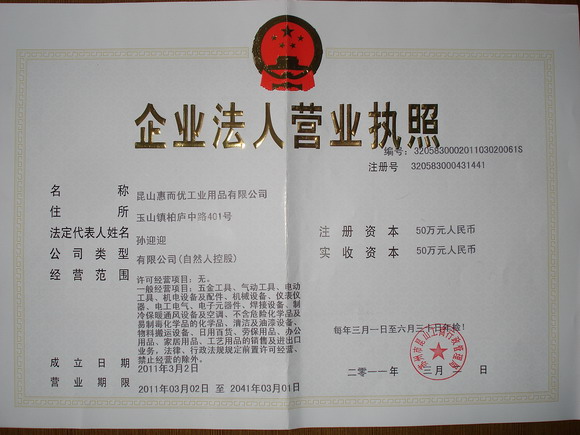 企业法人营业执照
编号：320583000201103020061S
注册号 320583000431441
名称 昆山惠而优工业用品有限公司
住所 玉山镇柏庐中路401号
法定代表人姓名 孙迎迎
注册资本 50万元人民币
公司类型 有限公司(自然人控股)
实收资本 50万元人民币
经营范围 许可经营项目：无。
一般经营项目：五金工具、气动工具、电动
工具、机电设备及配件、机械设备、仪表仪
器、电工电气、电子元器件、焊接设备、制
冷保暖通风设备及空调、不含危险化学品及
易制毒化学品的化学品、清洁及油漆设备、
物料搬运设备、日用百货、劳保用品、办公
用品、家居用品、工艺用品的销售及进出口
业务。法律、行政法规规定前置许可经营、
禁止经营的除外。
每年三月一日至六月三十日年检！
成立日期 2011年3月2日
营业期限 2011年03月02日 至 2041年03月01日
二〇一一年 三月 日